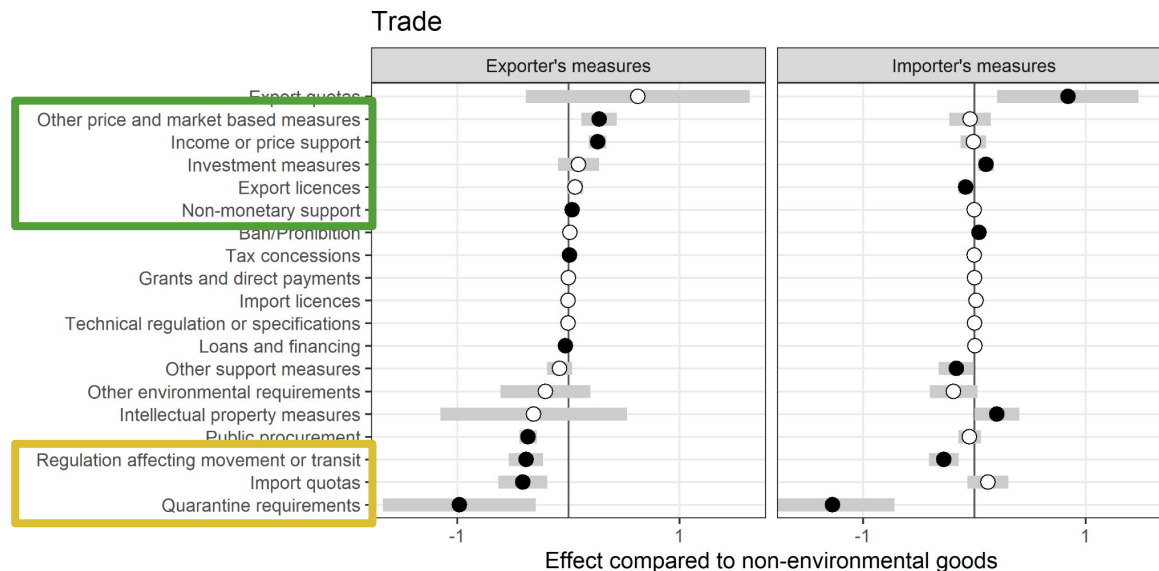 Trade
Exporter's measures
Importer's measures
Export quotas
Other price and market based measures
Income or price support
Investment measures
Export licences
Non-monetary support
Ban/Prohibition
Tax concessions
Grants and direct payments
Import licences
Technical regulation or specifications
Loans and financing
Other support measures
Other environmental requirements
Intellectual property measures
Public procurement
Regulation affecting movement or transit
Import quotas
Quarantine requirements
-1 1 -1 1
Effect compared to non-environmental goods